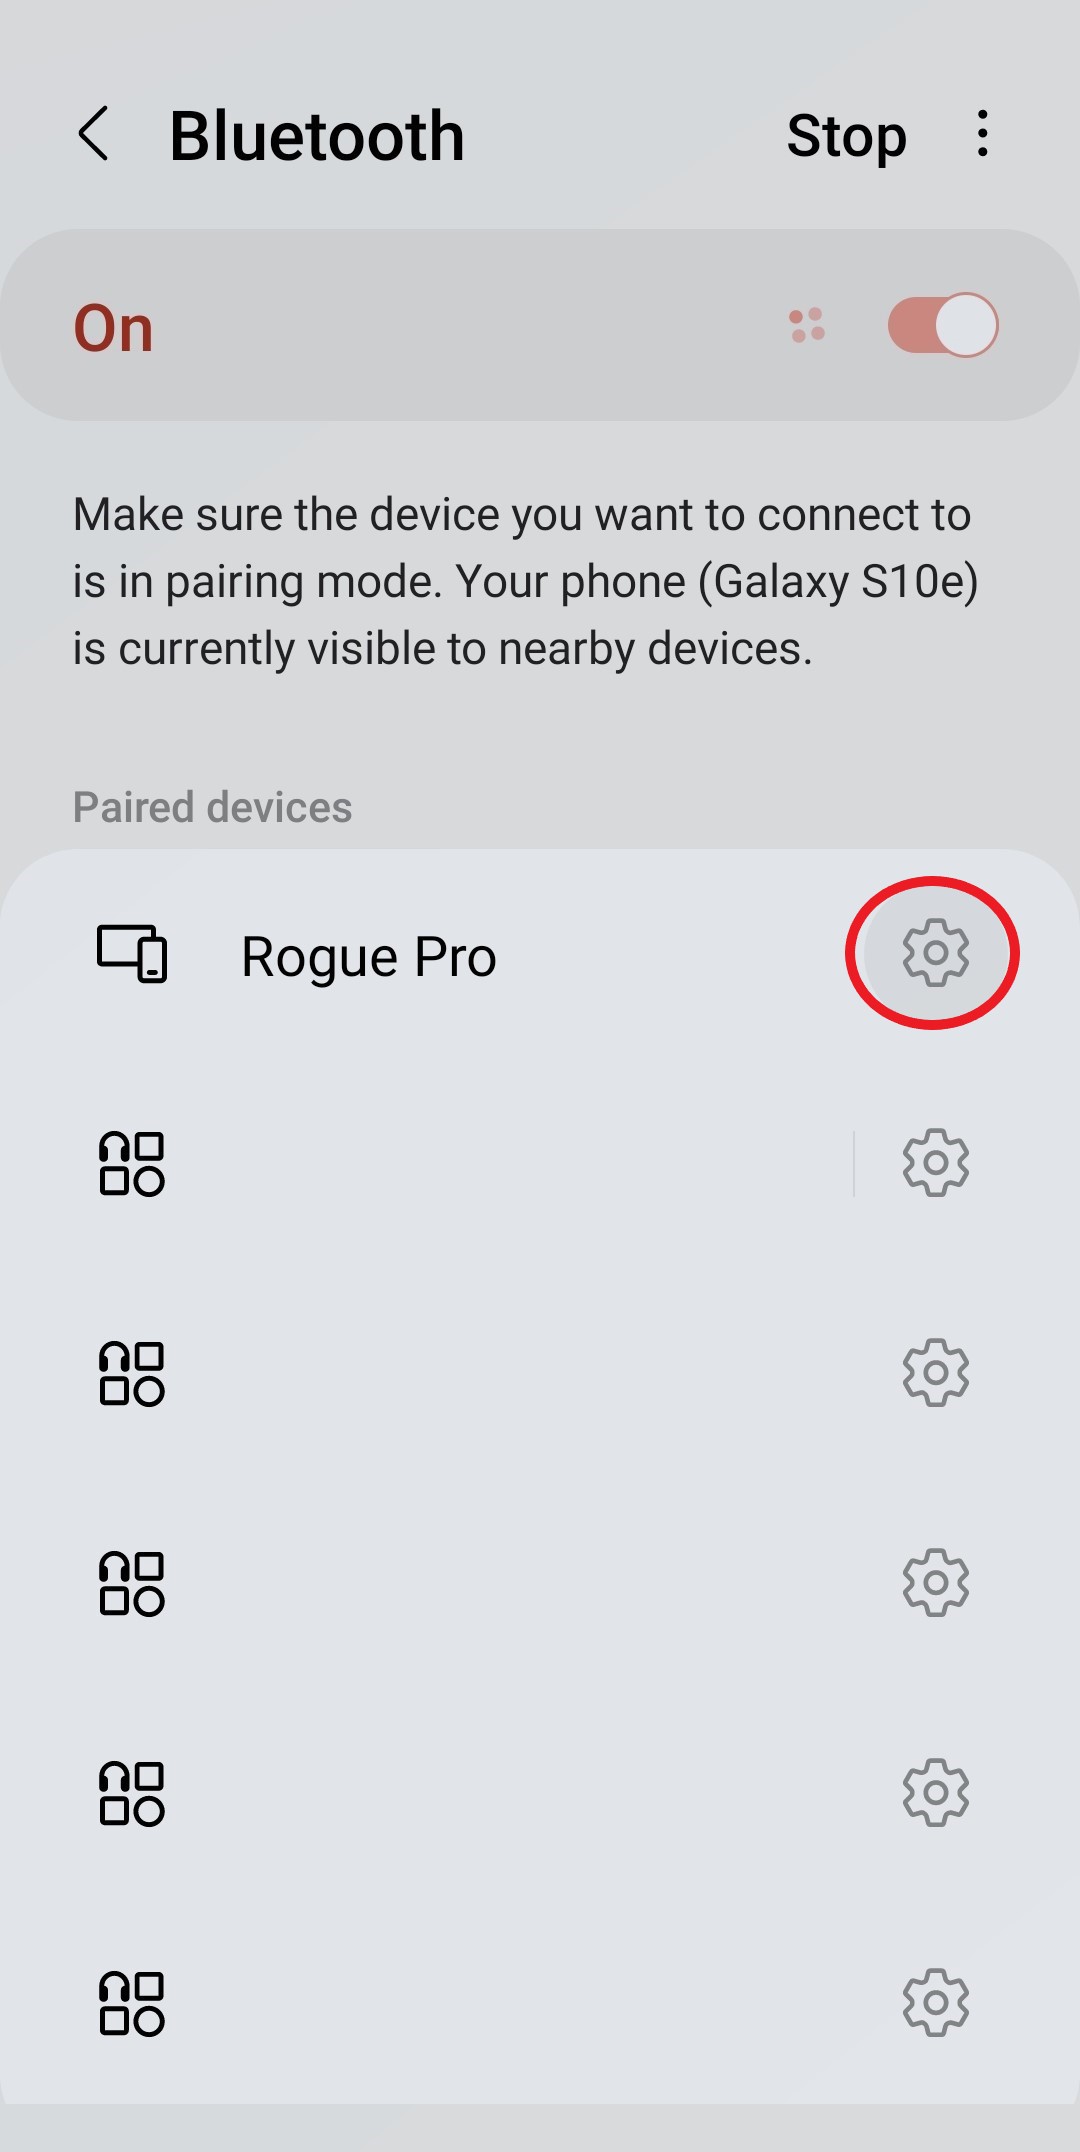 Bluetooth Stop
On
Make sure the device you want to connect to
is in pairing mode. Your phone (Galaxy S10e)
is currently visible to nearby devices.
Paired devices
Rogue Pro